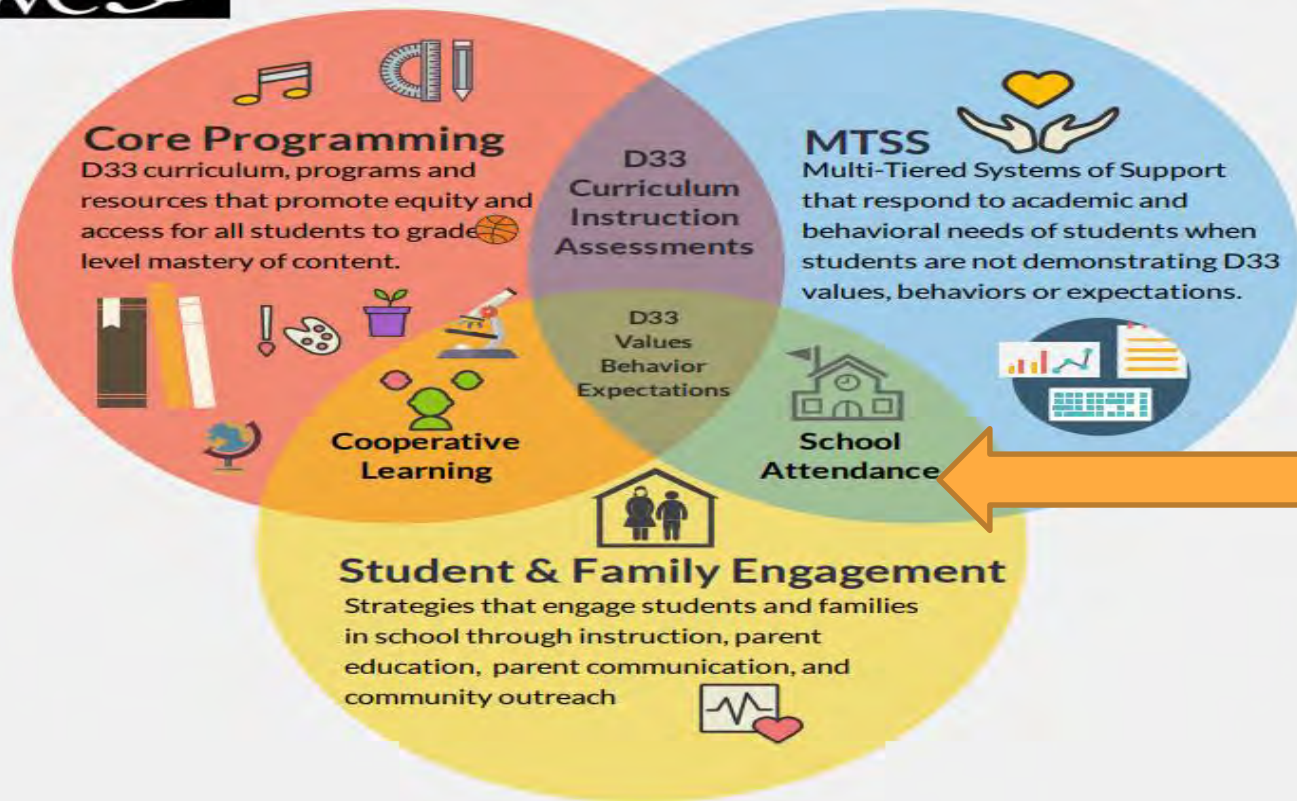 Core Programming
D33 curriculum, programs and
resources that promote equity and
access for all students to grade
level mastery of content.
D33
Curriculum
Instruction
Assessments
MTSS
Multi-Tiered Systems of Support
that respond to academic and
behavioral needs of students when
students are not demonstrating D33
values, behaviors or expectations.
D33
Values
Behavior
Expectations
Cooperative
Learning
School
Attendance
Student & Family Engagement
Strategies that engage students and families
in school through instruction, parent
education, parent communication, and
community outreach